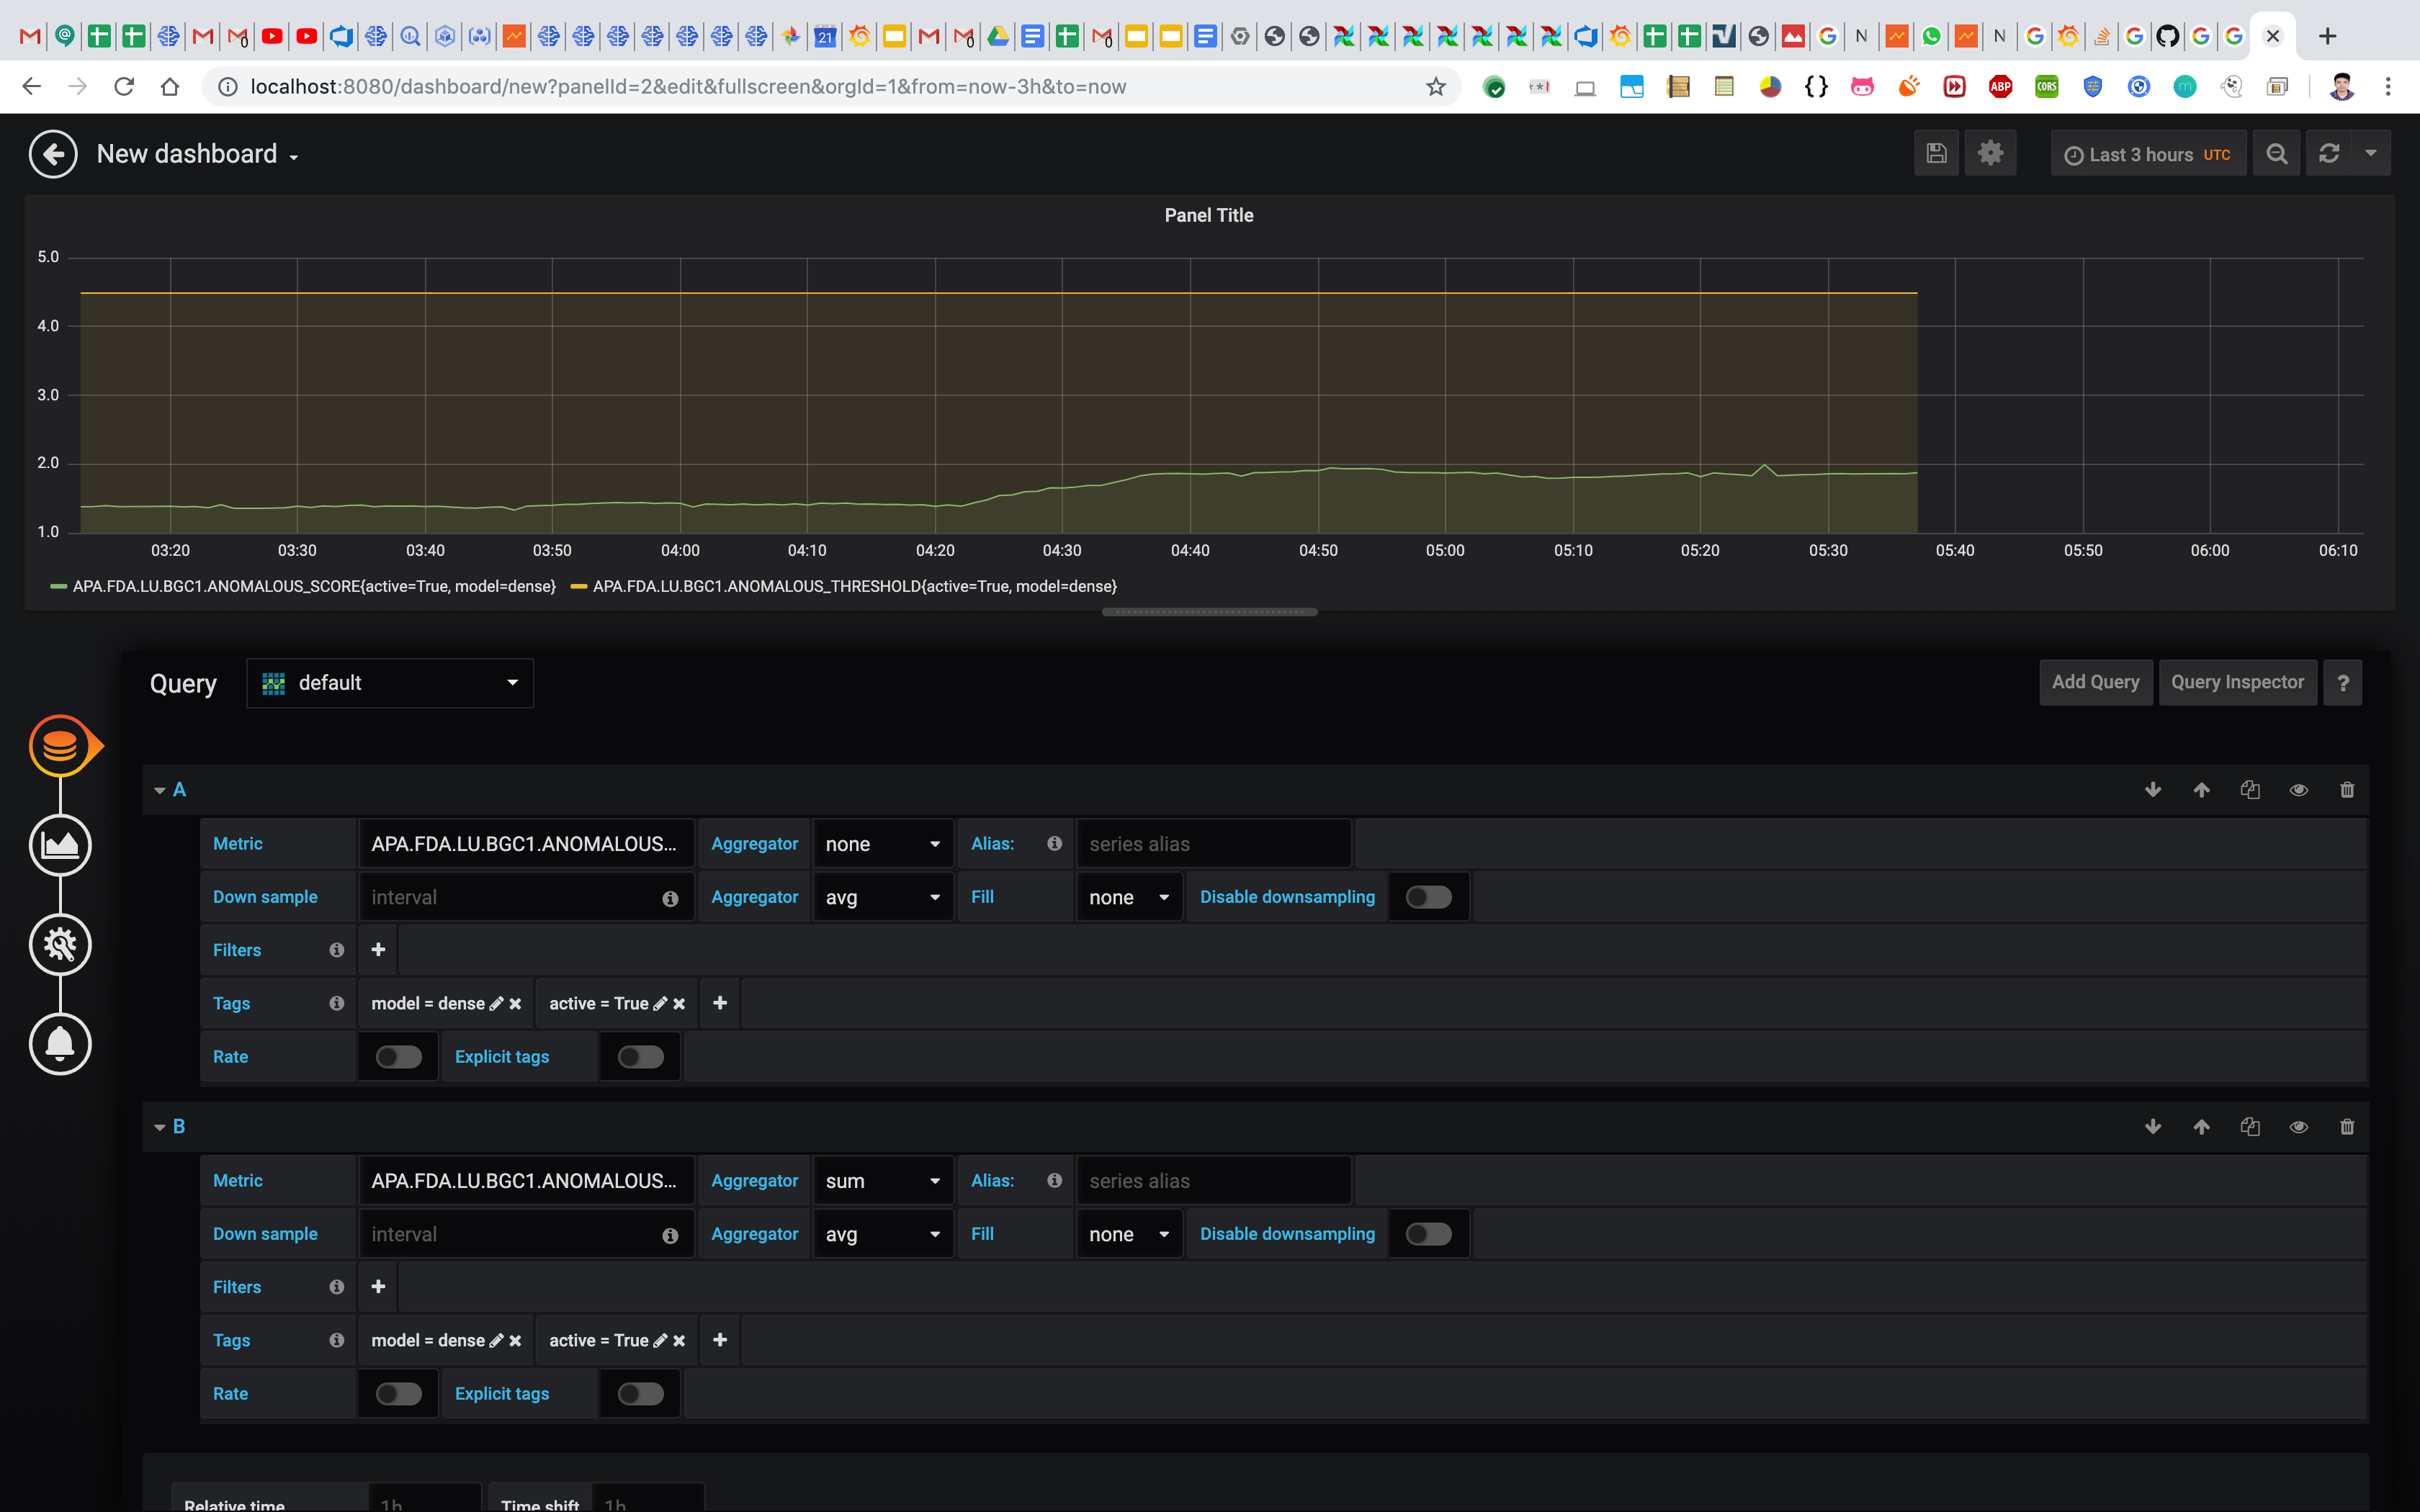 21
localhost:8080/dashboard/new?panelId=2&edit&fullscreen&orgId=1&from=now-3h&to=now
ABP
CORS
New dashboard
Last 3 hours UTC
Panel Title
5.0
4.0
3.0
2.0
1.0
03:20 03:30 03:40 03:50 04:00 04:10 04:20 04:30 04:40 04:50 05:00 05:10 05:20 05:30 05:40 05:50 06:00 06:10
APA.FDA.LU.BGC1.ANOMALOUS_SCORE{active=True, model=dense} APA.FDA.LU.BGC1.ANOMALOUS_THRESHOLD{active=True, model=dense}
Query default Add Query Query Inspector ?
A
Metric APA.FDA.LU.BGC1.ANOMALOUS... Aggregator none Alias: series alias
Down sample interval Aggregator avg Fill none Disable downsampling
Filters +
Tags model = dense active = True +
Rate Explicit tags
B
Metric APA.FDA.LU.BGC1.ANOMALOUS... Aggregator sum Alias: series alias
Down sample interval Aggregator avg Fill none Disable downsampling
Filters +
Tags model = dense active = True +
Rate Explicit tags
Relative time 1h Time shift 1h